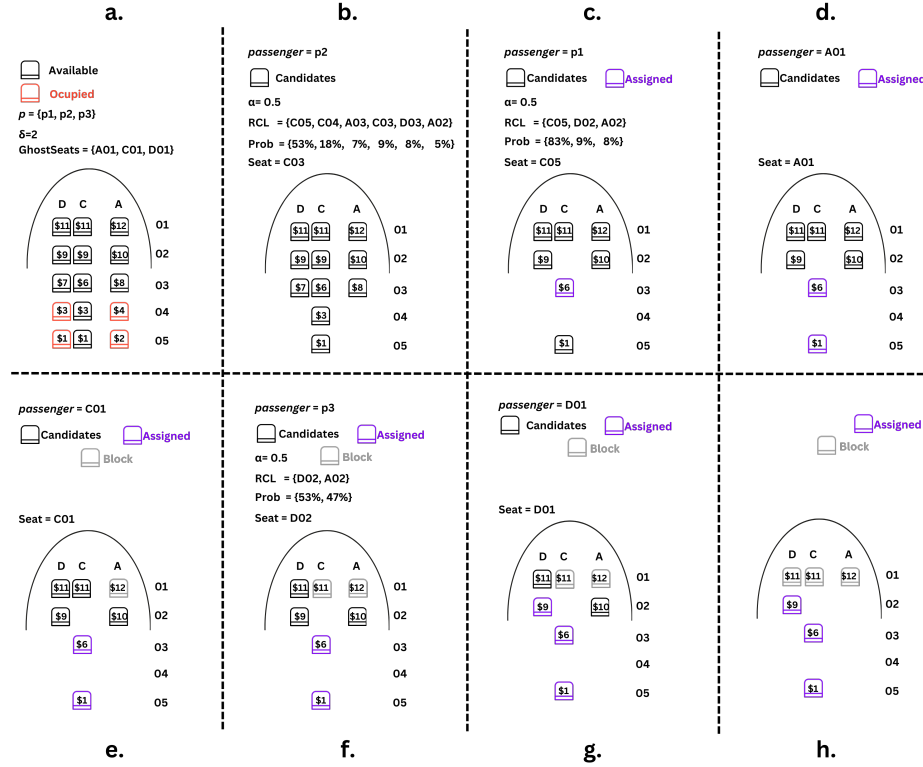 a.
b.
c.
d.
Available
Ocupied
p = {p1, p2, p3}
δ=2
GhostSeats = {A01, C01, D01}
D C A
$11 $11 $12 01
$9 $9 $10 02
$7 $6 $8 03
$3 $3 $4 04
$1 $1 $2 05
passenger = p2
Candidates
α= 0.5
RCL = {C05, C04, A03, C03, D03, A02}
Prob = {53%, 18%, 7%, 9%, 8%, 5%}
Seat = C03
D C A
$11 $11 $12 01
$9 $9 $10 02
$7 $6 $8 03
$3 04
$1 05
passenger = p1
Candidates Assigned
α= 0.5
RCL = {C05, D02, A02}
Prob = {83%, 9%, 8%}
Seat = C05
D C A
$11 $11 $12 01
$9 $10 02
$6 03
04
$1 05
passenger = A01
Candidates Assigned
Seat = A01
D C A
$11 $11 $12 01
$9 $10 02
$6 03
04
$1 05
passenger = C01
Candidates Assigned
Block
Seat = C01
D C A
$11 $11 $12 01
$9 $10 02
$6 03
04
$1 05
passenger = p3
Candidates Assigned
α= 0.5 Block
RCL = {D02, A02}
Prob = {53%, 47%}
Seat = D02
D C A
$11 $11 $12 01
$9 $10 02
$6 03
04
$1 05
passenger = D01
Candidates Assigned
Block
Seat = D01
D C A
$11 $11 $12 01
$9 $10 02
$6 03
04
$1 05
Assigned
Block
D C A
$11 $11 $12 01
$9 02
$6 03
04
$1 05
e.
f.
g.
h.